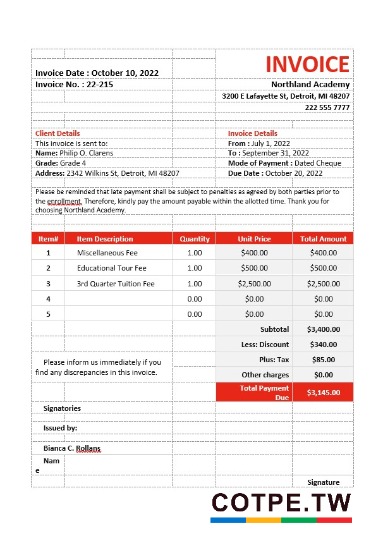 INVOICE
Invoice Date : October 10, 2022
Invoice No. : 22-215 Northland Academy
3200 E Lafayette St, Detroit, MI 48207
222 555 7777
Client Details Invoice Details
This invoice is sent to: From : July 1, 2022
Name: Philip O. Clarens To : September 31, 2022
Grade: Grade 4 Mode of Payment : Dated Cheque
Address: 2342 Wilkins St, Detroit, MI 48207 Due Date : October 20, 2022
Please be reminded that late payment shall be subject to penalties as agreed by both parties prior to
the enrollment. Therefore, kindly pay the amount payable within the allotted time. Thank you for
choosing Northland Academy.
Item# Item Description Quantity Unit Price Total Amount
1 Miscellaneous Fee 1.00 $400.00 $400.00
2 Educational Tour Fee 1.00 $500.00 $500.00
3 3rd Quarter Tuition Fee 1.00 $2,500.00 $2,500.00
4 0.00 $0.00 $0.00
5 0.00 $0.00 $0.00
Subtotal $3,400.00
Less: Discount $340.00
Please inform us immediately if you Plus: Tax $85.00
find any discrepancies in this invoice. Other charges $0.00
Total Payment
Due $3,145.00
Signatories
Issued by:
Bianca C. Rollans
Nam
e
Signature
COTPE.TW